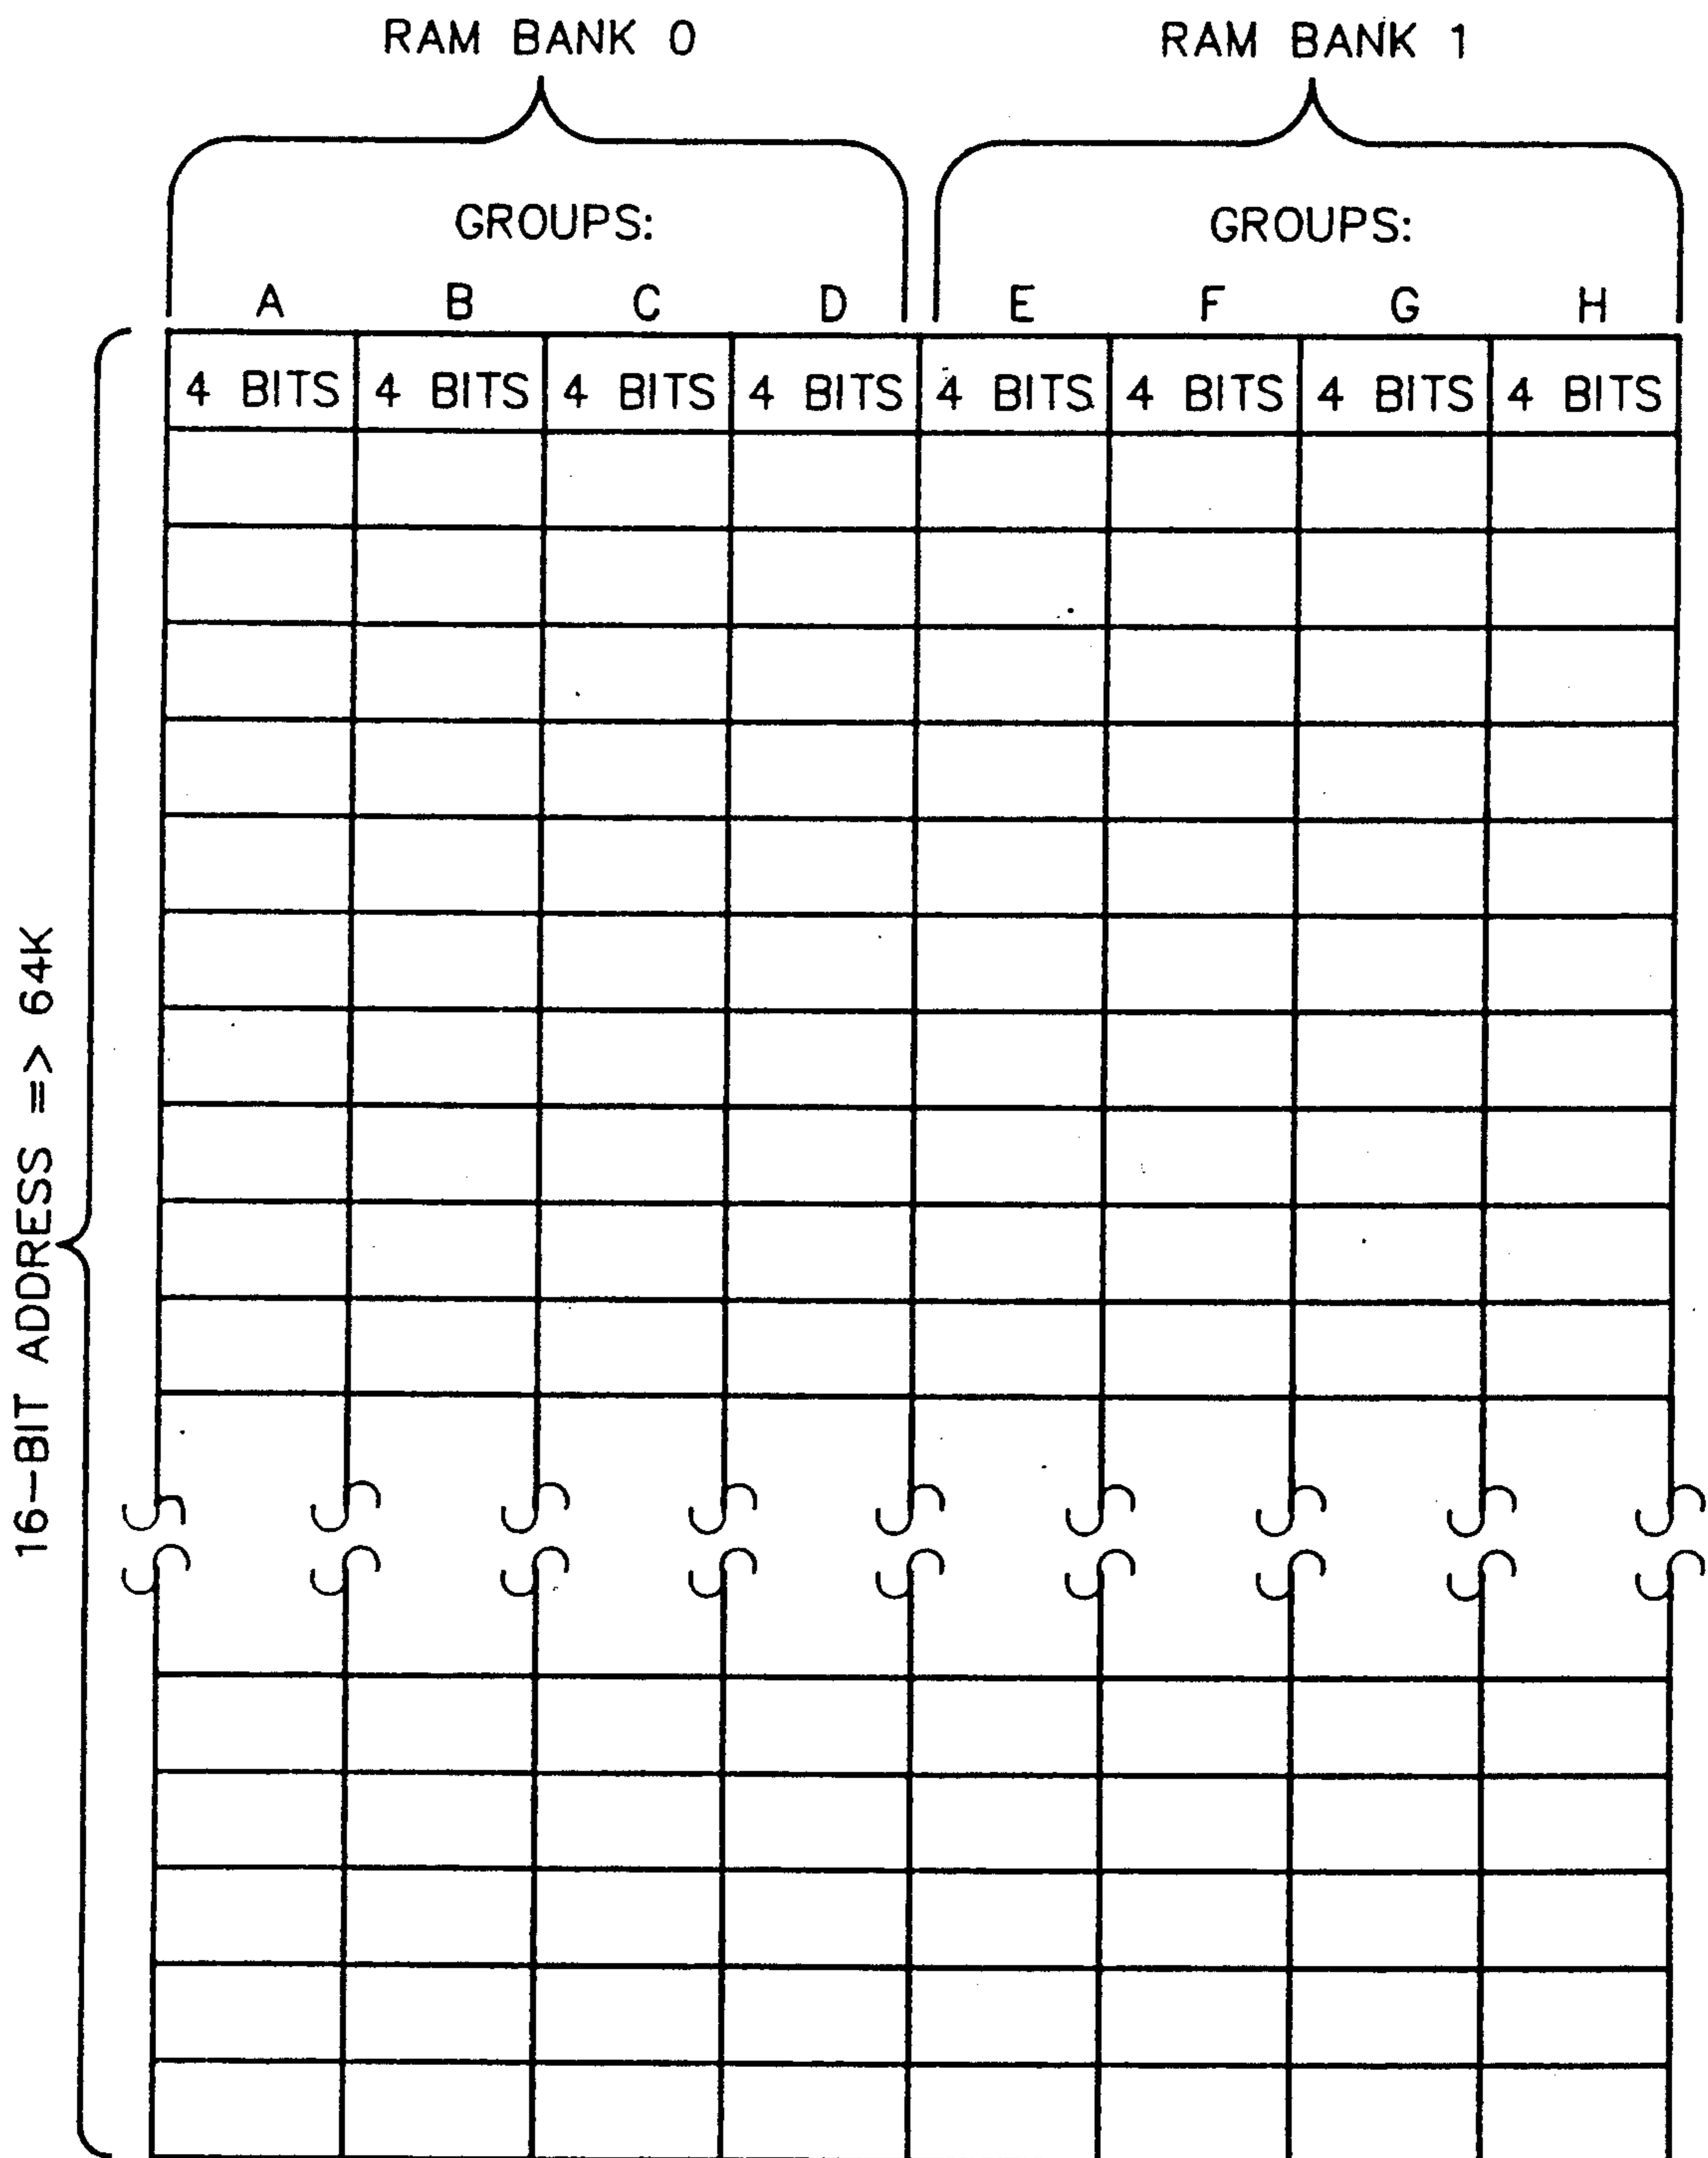 RAM BANK 0
RAM BANK 1
GROUPS:
GROUPS:
A B C D E F G H
4 BITS 4 BITS 4 BITS 4 BITS 4 BITS 4 BITS 4 BITS 4 BITS
16-BIT ADDRESS => 64K